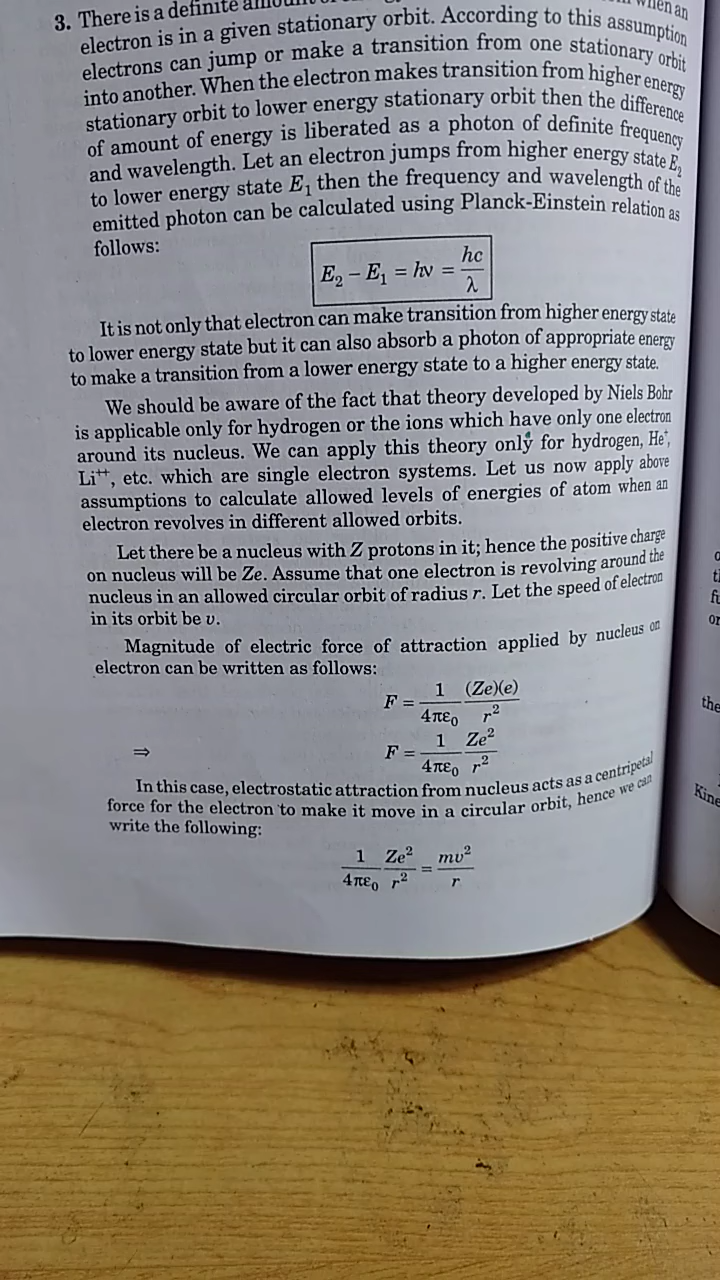 when an
3. There is a definite amount of
electron is in a given stationary orbit. According to this assumption
electrons can jump or make a transition from one stationary orbit
into another. When the electron makes transition from higher energy
stationary orbit to lower energy stationary orbit then the difference
of amount of energy is liberated as a photon of definite frequency
and wavelength. Let an electron jumps from higher energy state E₂
to lower energy state E₁ then the frequency and wavelength of the
emitted photon can be calculated using Planck-Einstein relation as
follows:
E₂ – E₁ = hν = hc/λ
It is not only that electron can make transition from higher energy state
to lower energy state but it can also absorb a photon of appropriate energy
to make a transition from a lower energy state to a higher energy state.
We should be aware of the fact that theory developed by Niels Bohr
is applicable only for hydrogen or the ions which have only one electron
around its nucleus. We can apply this theory only for hydrogen, He⁺,
Li⁺⁺, etc. which are single electron systems. Let us now apply above
assumptions to calculate allowed levels of energies of atom when an
electron revolves in different allowed orbits.
Let there be a nucleus with Z protons in it; hence the positive charge
on nucleus will be Ze. Assume that one electron is revolving around the
nucleus in an allowed circular orbit of radius r. Let the speed of electron
in its orbit be v.
Magnitude of electric force of attraction applied by nucleus on
electron can be written as follows:
F = 1/4πε₀ (Ze)(e)/r²
⇒ F = 1/4πε₀ Ze²/r²
In this case, electrostatic attraction from nucleus acts as a centripetal
force for the electron to make it move in a circular orbit, hence we can
write the following:
1/4πε₀ Ze²/r² = mv²/r
the
Kine